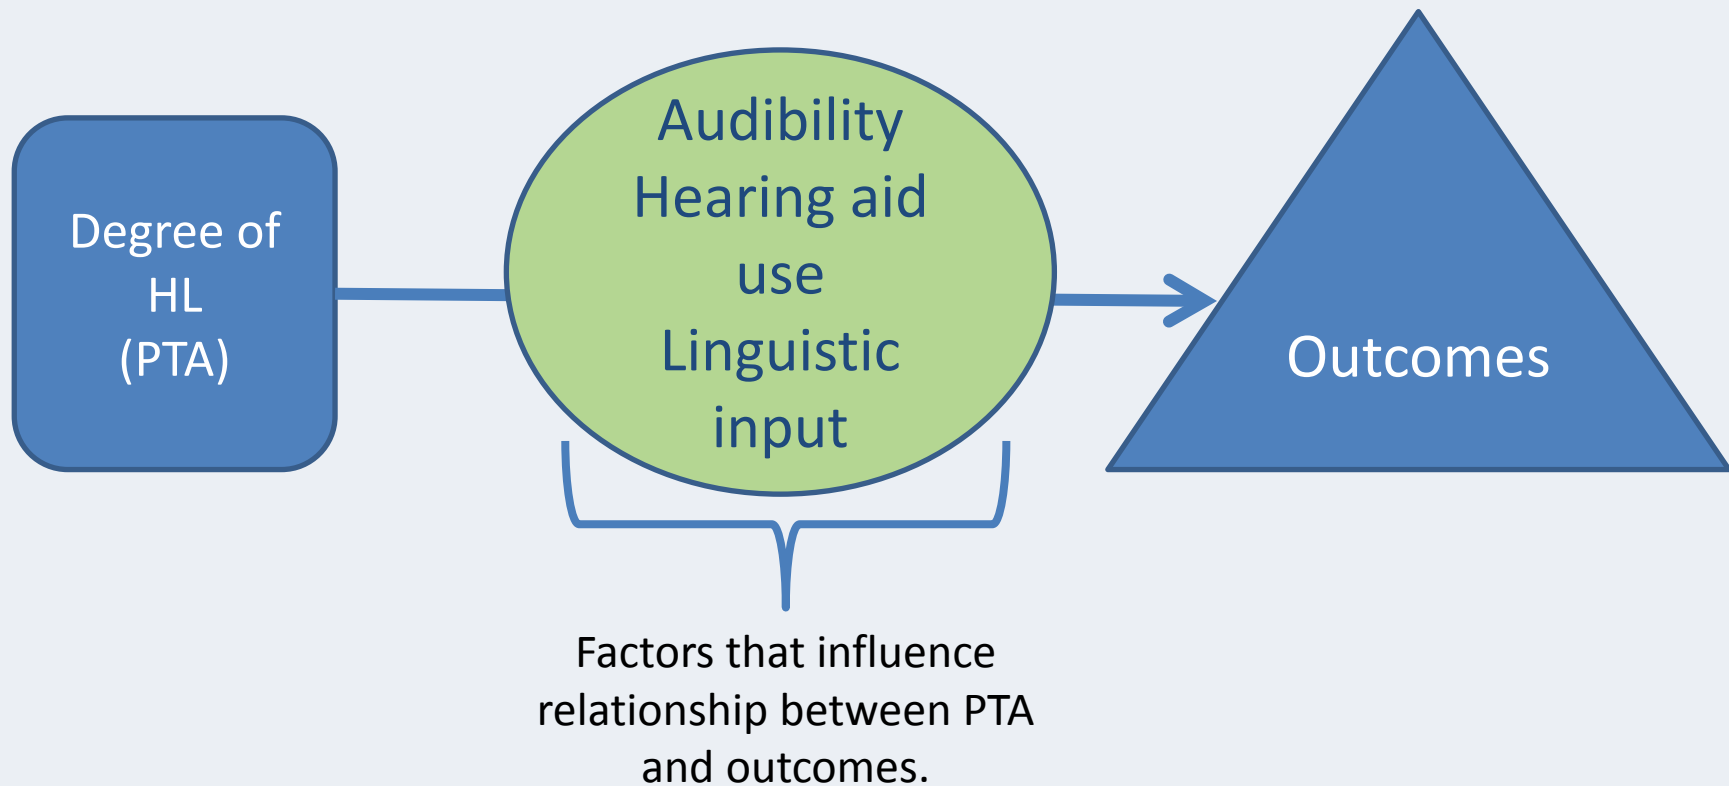 Degree of
HL
(PTA)
Audibility
Hearing aid
use
Linguistic
input
Outcomes
Factors that influence
relationship between PTA
and outcomes.